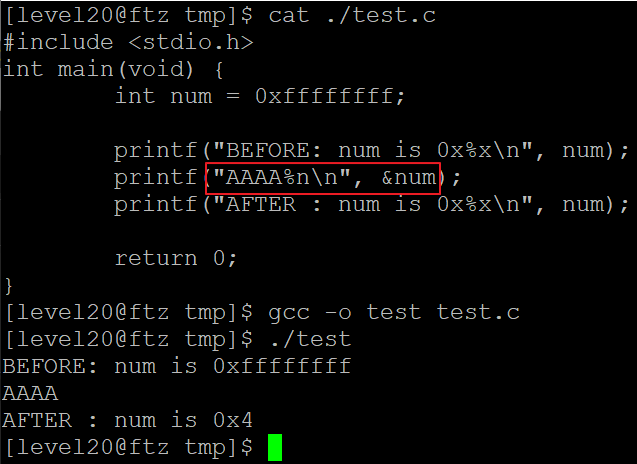 [level20@ftz tmp]$ cat ./test.c
#include <stdio.h>
int main(void) {
        int num = 0xffffffff;

        printf("BEFORE: num is 0x%x\n", num);
        printf("AAAA%n\n", &num);
        printf("AFTER : num is 0x%x\n", num);

        return 0;
}
[level20@ftz tmp]$ gcc -o test test.c
[level20@ftz tmp]$ ./test
BEFORE: num is 0xffffffff
AAAA
AFTER : num is 0x4
[level20@ftz tmp]$